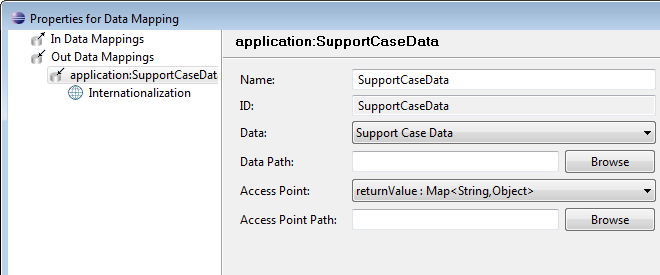 Properties for Data Mapping
In Data Mappings
Out Data Mappings
application:SupportCaseDat
Internationalization
application:SupportCaseData
Name: SupportCaseData
ID: SupportCaseData
Data: Support Case Data
Data Path: Browse
Access Point: returnValue : Map<String,Object>
Access Point Path: Browse